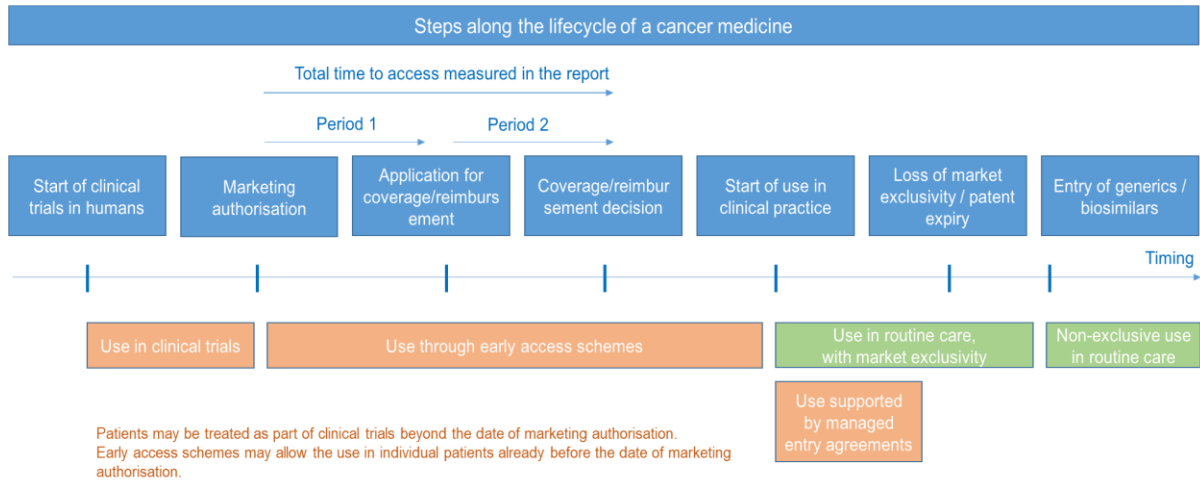 Steps along the lifecycle of a cancer medicine
Total time to access measured in the report
Period 1
Period 2
Start of clinical
trials in humans
Marketing
authorisation
Application for
coverage/reimburs
ement
Coverage/reimbur
sement decision
Start of use in
clinical practice
Loss of market
exclusivity / patent
expiry
Entry of generics /
biosimilars
Timing
Use in clinical trials
Use through early access schemes
Use in routine care,
with market exclusivity
Non-exclusive use
in routine care
Use supported
by managed
entry agreements
Patients may be treated as part of clinical trials beyond the date of marketing authorisation.
Early access schemes may allow the use in individual patients already before the date of marketing
authorisation.